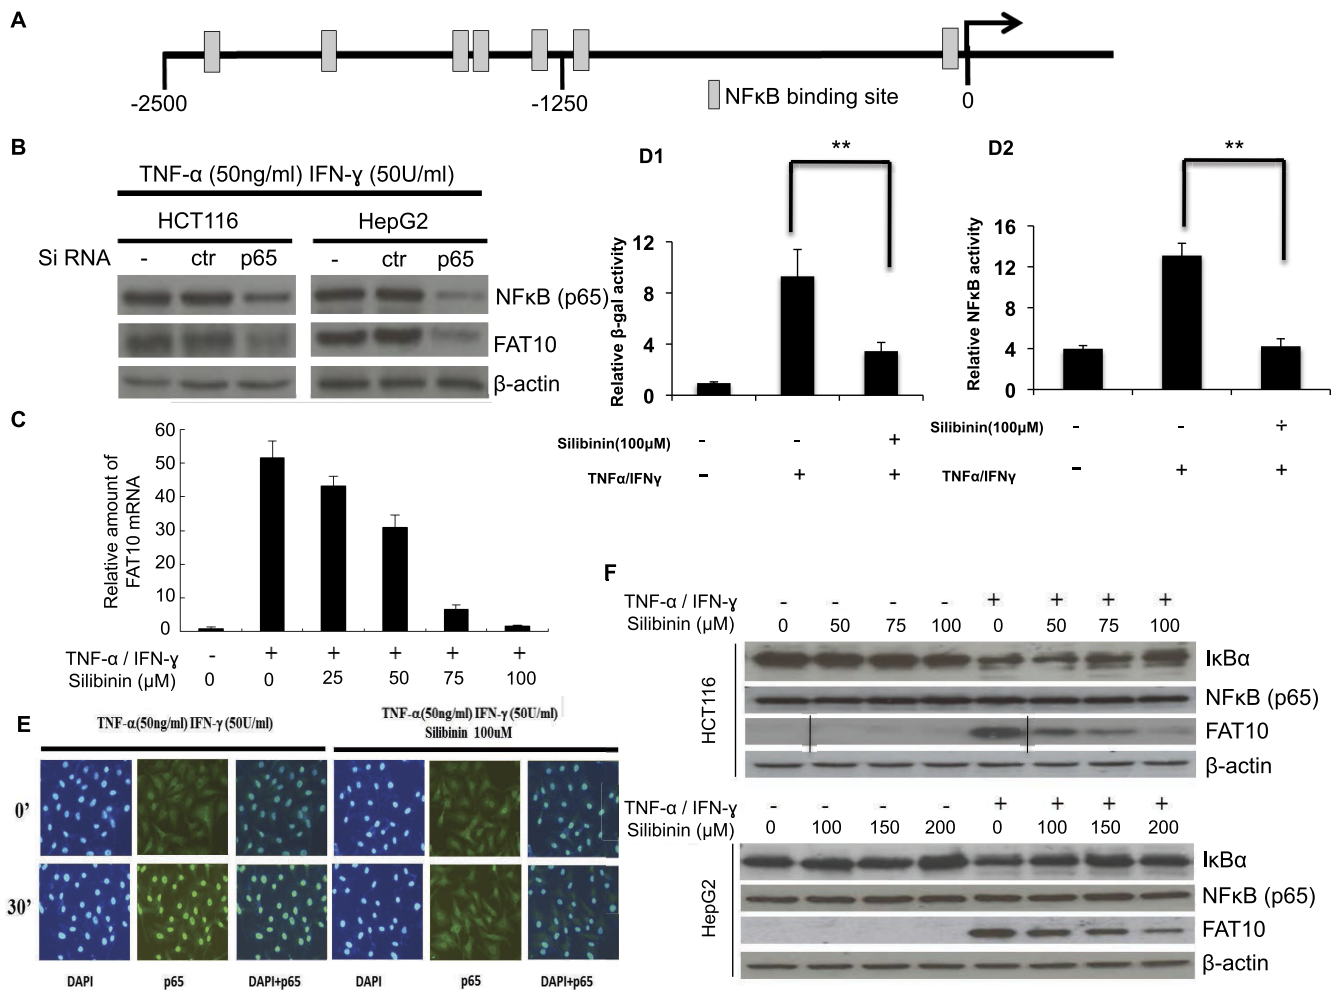 A
-2500
-1250
0
NFκB binding site
B
TNF-α (50ng/ml) IFN-ɣ (50U/ml)
HCT116
HepG2
Si RNA
-
ctr
p65
-
ctr
p65
NFκB (p65)
FAT10
β-actin
D1
**
Relative β-gal activity
12
8
4
0
Silibinin(100μM)
-
-
+
TNFα/IFNγ
-
+
+
D2
**
Relative NFκB activity
16
12
8
4
0
Silibinin(100μM)
-
-
+
TNFα/IFNγ
-
+
+
C
Relative amount of
FAT10 mRNA
60
50
40
30
20
10
0
TNF-α / IFN-ɣ - + + + + +
Silibinin (μM) 0 0 25 50 75 100
E
TNF-α(50ng/ml) IFN-γ (50U/ml)
TNF-α(50ng/ml) IFN-γ (50U/ml)
Silibinin 100uM
0'
30'
DAPI p65 DAPI+p65 DAPI p65 DAPI+p65
F
TNF-α / IFN-ɣ - - - - + + + +
Silibinin (μM) 0 50 75 100 0 50 75 100
HCT116
IκBα
NFκB (p65)
FAT10
β-actin
TNF-α / IFN-ɣ - - - - + + + +
Silibinin (μM) 0 100 150 200 0 100 150 200
HepG2
IκBα
NFκB (p65)
FAT10
β-actin